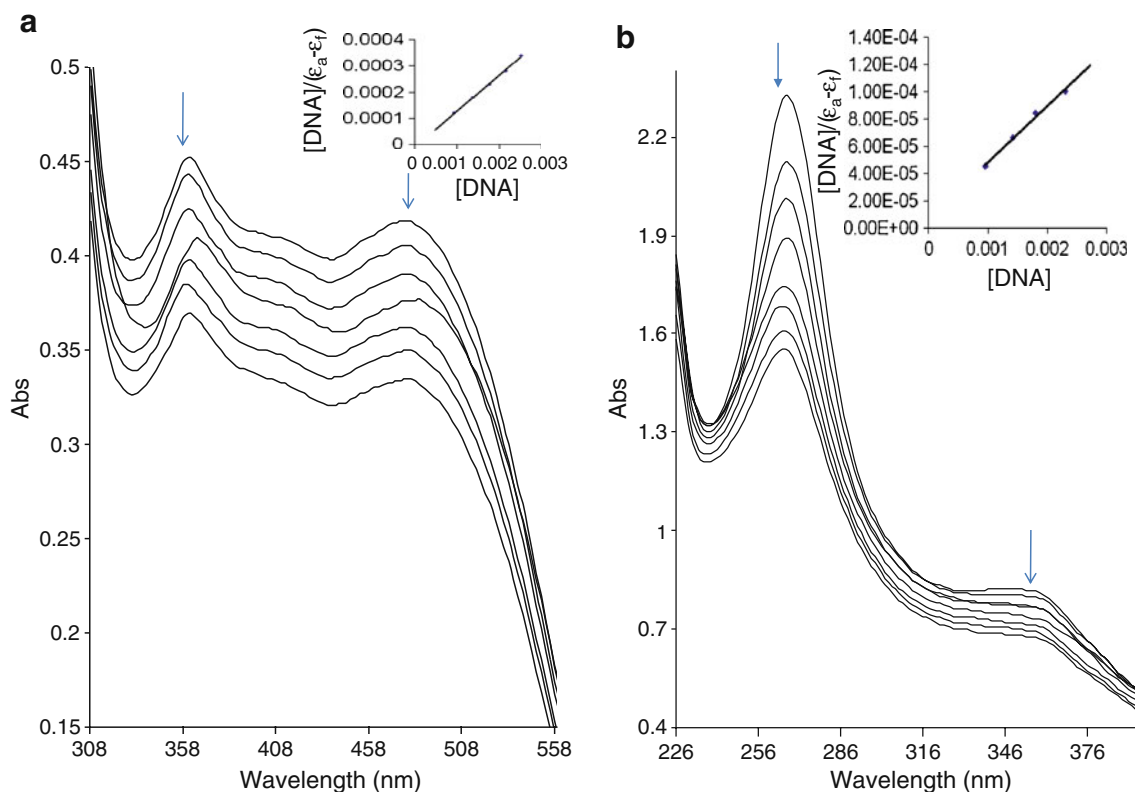 a
0.5
0.45
0.4
0.35
0.3
0.25
0.2
0.15
Abs
308 358 408 458 508 558
Wavelength (nm)
[DNA]/(εa-εf)
0.0004
0.0003
0.0002
0.0001
0
0 0.001 0.002 0.003
[DNA]
b
2.2
1.9
1.6
1.3
1
0.7
0.4
Abs
226 256 286 316 346 376
Wavelength (nm)
[DNA]/(εa-εf)
1.40E-04
1.20E-04
1.00E-04
8.00E-05
6.00E-05
4.00E-05
2.00E-05
0.00E+00
0 0.001 0.002 0.003
[DNA]